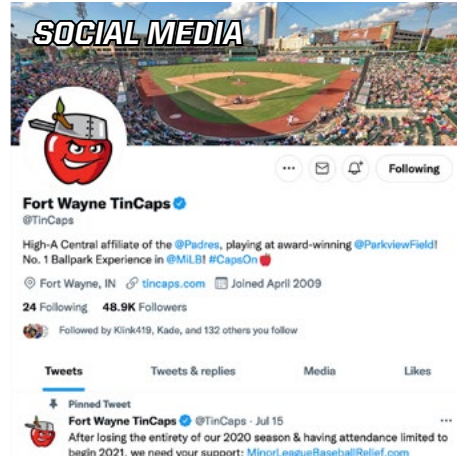 SOCIAL MEDIA
Following
Fort Wayne TinCaps
@TinCaps
High-A Central affiliate of the @Padres, playing at award-winning @ParkviewField!
No. 1 Ballpark Experience in @MiLB! #CapsOn
Fort Wayne, IN tincaps.com Joined April 2009
24 Following 48.9K Followers
Followed by Klink419, Kade, and 132 others you follow
Tweets Tweets & replies Media Likes
Pinned Tweet
Fort Wayne TinCaps @TinCaps · Jul 15
After losing the entirety of our 2020 season & having attendance limited to
begin 2021, we need your support: MinorLeagueBaseballRelief.com